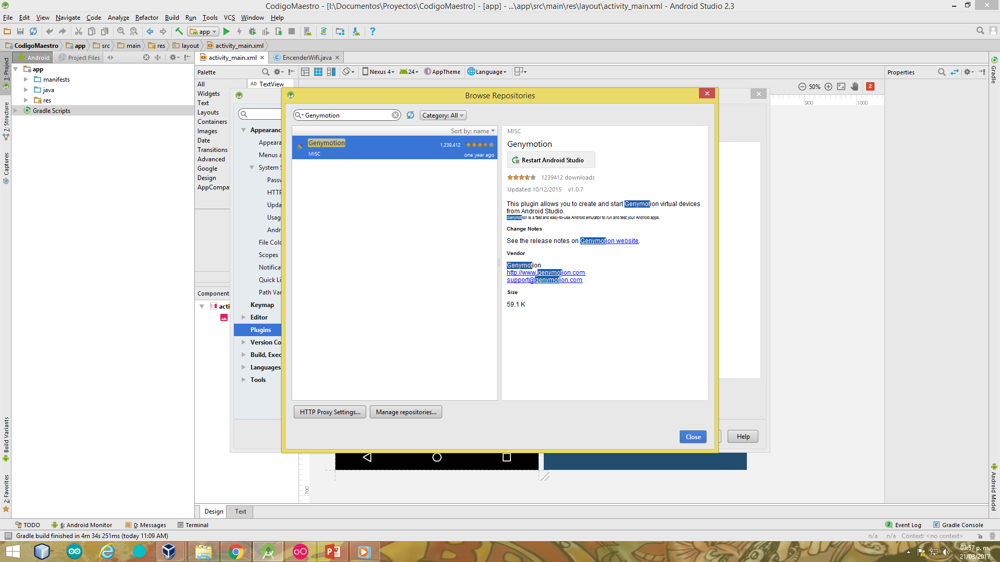 CodigoMaestro - [I:\Documentos\Proyectos\CodigoMaestro] - [app] - ...\app\src\main\res\layout\activity_main.xml - Android Studio 2.3
File Edit View Navigate Code Analyze Refactor Build Run Tools VCS Window Help
app
CodigoMaestro app src main res layout activity_main.xml
Android Project Files
activity_main.xml EncenderWifi.java
1: Project
7: Structure
Captures
Build Variants
2: Favorites
app
manifests
java
res
Gradle Scripts
Palette
All
Widgets
Text
Layouts
Containers
Images
Date
Transitions
Advanced
Google
Design
AppCompat
Ab TextView
Component
acti
Nexus 4 24 AppTheme Language
50% 2
900 1000
700
Properties
Gradle
Android Model
Appearanc
Appeara
Menus a
System S
Passw
HTTP
Upda
Usag
Andr
File Colo
Scopes
Notificat
Quick Li
Path Var
Keymap
Editor
Plugins
Version Co
Build, Exec
Languages
Tools
Help
Browse Repositories
Genymotion
Category: All
Sort by: name
Genymotion
1,239,412
MISC
one year ago
MISC
Genymotion
Restart Android Studio
1239412 downloads
Updated 10/12/2015 v1.0.7
This plugin allows you to create and start Genymotion virtual devices
from Android Studio.
Genymotion is a fast and easy-to-use Android emulator to run and test your Android apps.
Change Notes
See the release notes on Genymotion website.
Vendor
Genymotion
http://www.genymotion.com
support@genymotion.com
Size
59.1 K
HTTP Proxy Settings... Manage repositories...
Close
Design Text
TODO 6: Android Monitor 0: Messages Terminal
2 Event Log Gradle Console
Gradle build finished in 4m 34s 251ms (today 11:09 AM)
n/a n/a Context: <no context>
03:57 p. m.
21/03/2017